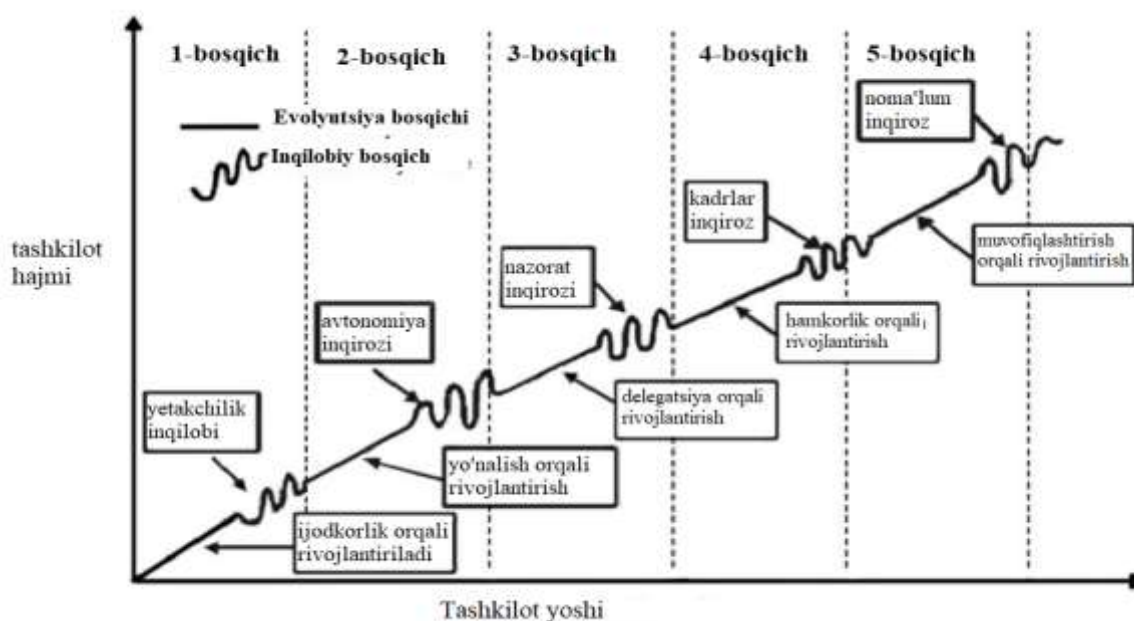 1-bosqich
2-bosqich
3-bosqich
4-bosqich
5-bosqich
Evolyutsiya bosqichi
Inqilobiy bosqich
noma'lum
inqiroz
kadrlar
inqiroz
muvofiqlashtirish
orqali rivojlantirish
tashkilot
hajmi
nazorat
inqirozi
hamkorlik orqali
rivojlantirish
avtonomiya
inqirozi
delegatsiya orqali
rivojlantirish
yetakchilik
inqilobi
yo'nalish orqali
rivojlantirish
ijodkorlik orqali
rivojlantiriladi
Tashkilot yoshi